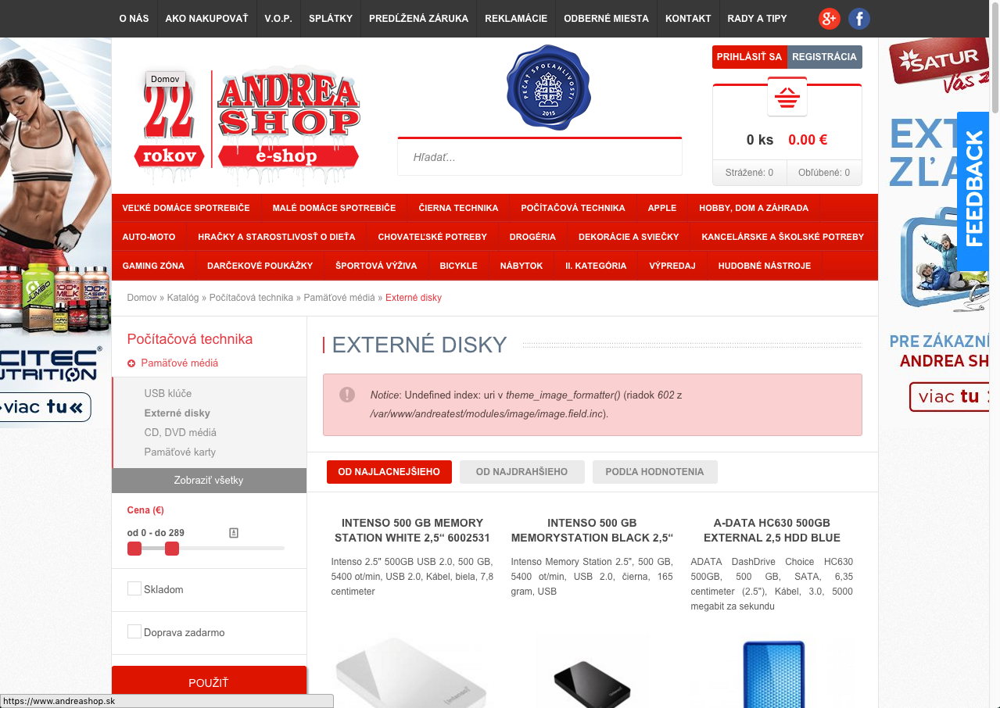 O NÁS AKO NAKUPOVAŤ V.O.P. SPLÁTKY PREDĹŽENÁ ZÁRUKA REKLAMÁCIE ODBERNÉ MIESTA KONTAKT RADY A TIPY g+ f
Domov
22
rokov
ANDREA
SHOP
e-shop
PEČAŤ SPOĽAHLIVOSTI
2015
Hľadať...
PRIHLÁSIŤ SA REGISTRÁCIA
0 ks 0.00 €
Strážené: 0 Obľúbené: 0
VEĽKÉ DOMÁCE SPOTREBIČE MALÉ DOMÁCE SPOTREBIČE ČIERNA TECHNIKA POČÍTAČOVÁ TECHNIKA APPLE HOBBY, DOM A ZÁHRADA
AUTO-MOTO HRAČKY A STAROSTLIVOSŤ O DIEŤA CHOVATEĽSKÉ POTREBY DROGÉRIA DEKORÁCIE A SVIEČKY KANCELÁRSKE A ŠKOLSKÉ POTREBY
GAMING ZÓNA DARČEKOVÉ POUKÁŽKY ŠPORTOVÁ VÝŽIVA BICYKLE NÁBYTOK II. KATEGÓRIA VÝPREDAJ HUDOBNÉ NÁSTROJE
Domov » Katalóg » Počítačová technika » Pamäťové médiá » Externé disky
Počítačová technika
Pamäťové médiá
USB klúče
Externé disky
CD, DVD médiá
Pamäťové karty
Zobraziť všetky
Cena (€)
od 0 - do 289
Skladom
Doprava zadarmo
POUŽIŤ
EXTERNÉ DISKY
Notice: Undefined index: uri v theme_image_formatter() (riadok 602 z
/var/www/andreatest/modules/image/image.field.inc).
OD NAJLACNEJŠIEHO OD NAJDRAHŠIEHO PODĽA HODNOTENIA
INTENSO 500 GB MEMORY
STATION WHITE 2,5“ 6002531
Intenso 2.5" 500GB USB 2.0, 500 GB,
5400 ot/min, USB 2.0, Kábel, biela, 7,8
centimeter
INTENSO 500 GB
MEMORYSTATION BLACK 2,5“
Intenso Memory Station 2.5", 500 GB,
5400 ot/min, USB 2.0, čierna, 165
gram, USB
A-DATA HC630 500GB
EXTERNAL 2,5 HDD BLUE
ADATA DashDrive Choice HC630
500GB, 500 GB, SATA, 6,35
centimeter (2.5"), Kábel, 3.0, 5000
megabit za sekundu
JUMBO
100%
MILK
COMPLEX
100%
CASEIN
COMPLEX
CITEC
NUTRITION
viac tu
SATUR
Vás z
EXT
ZĽA
FEEDBACK
PRE ZÁKAZNÍ
ANDREA SH
viac tu
https://www.andreashop.sk